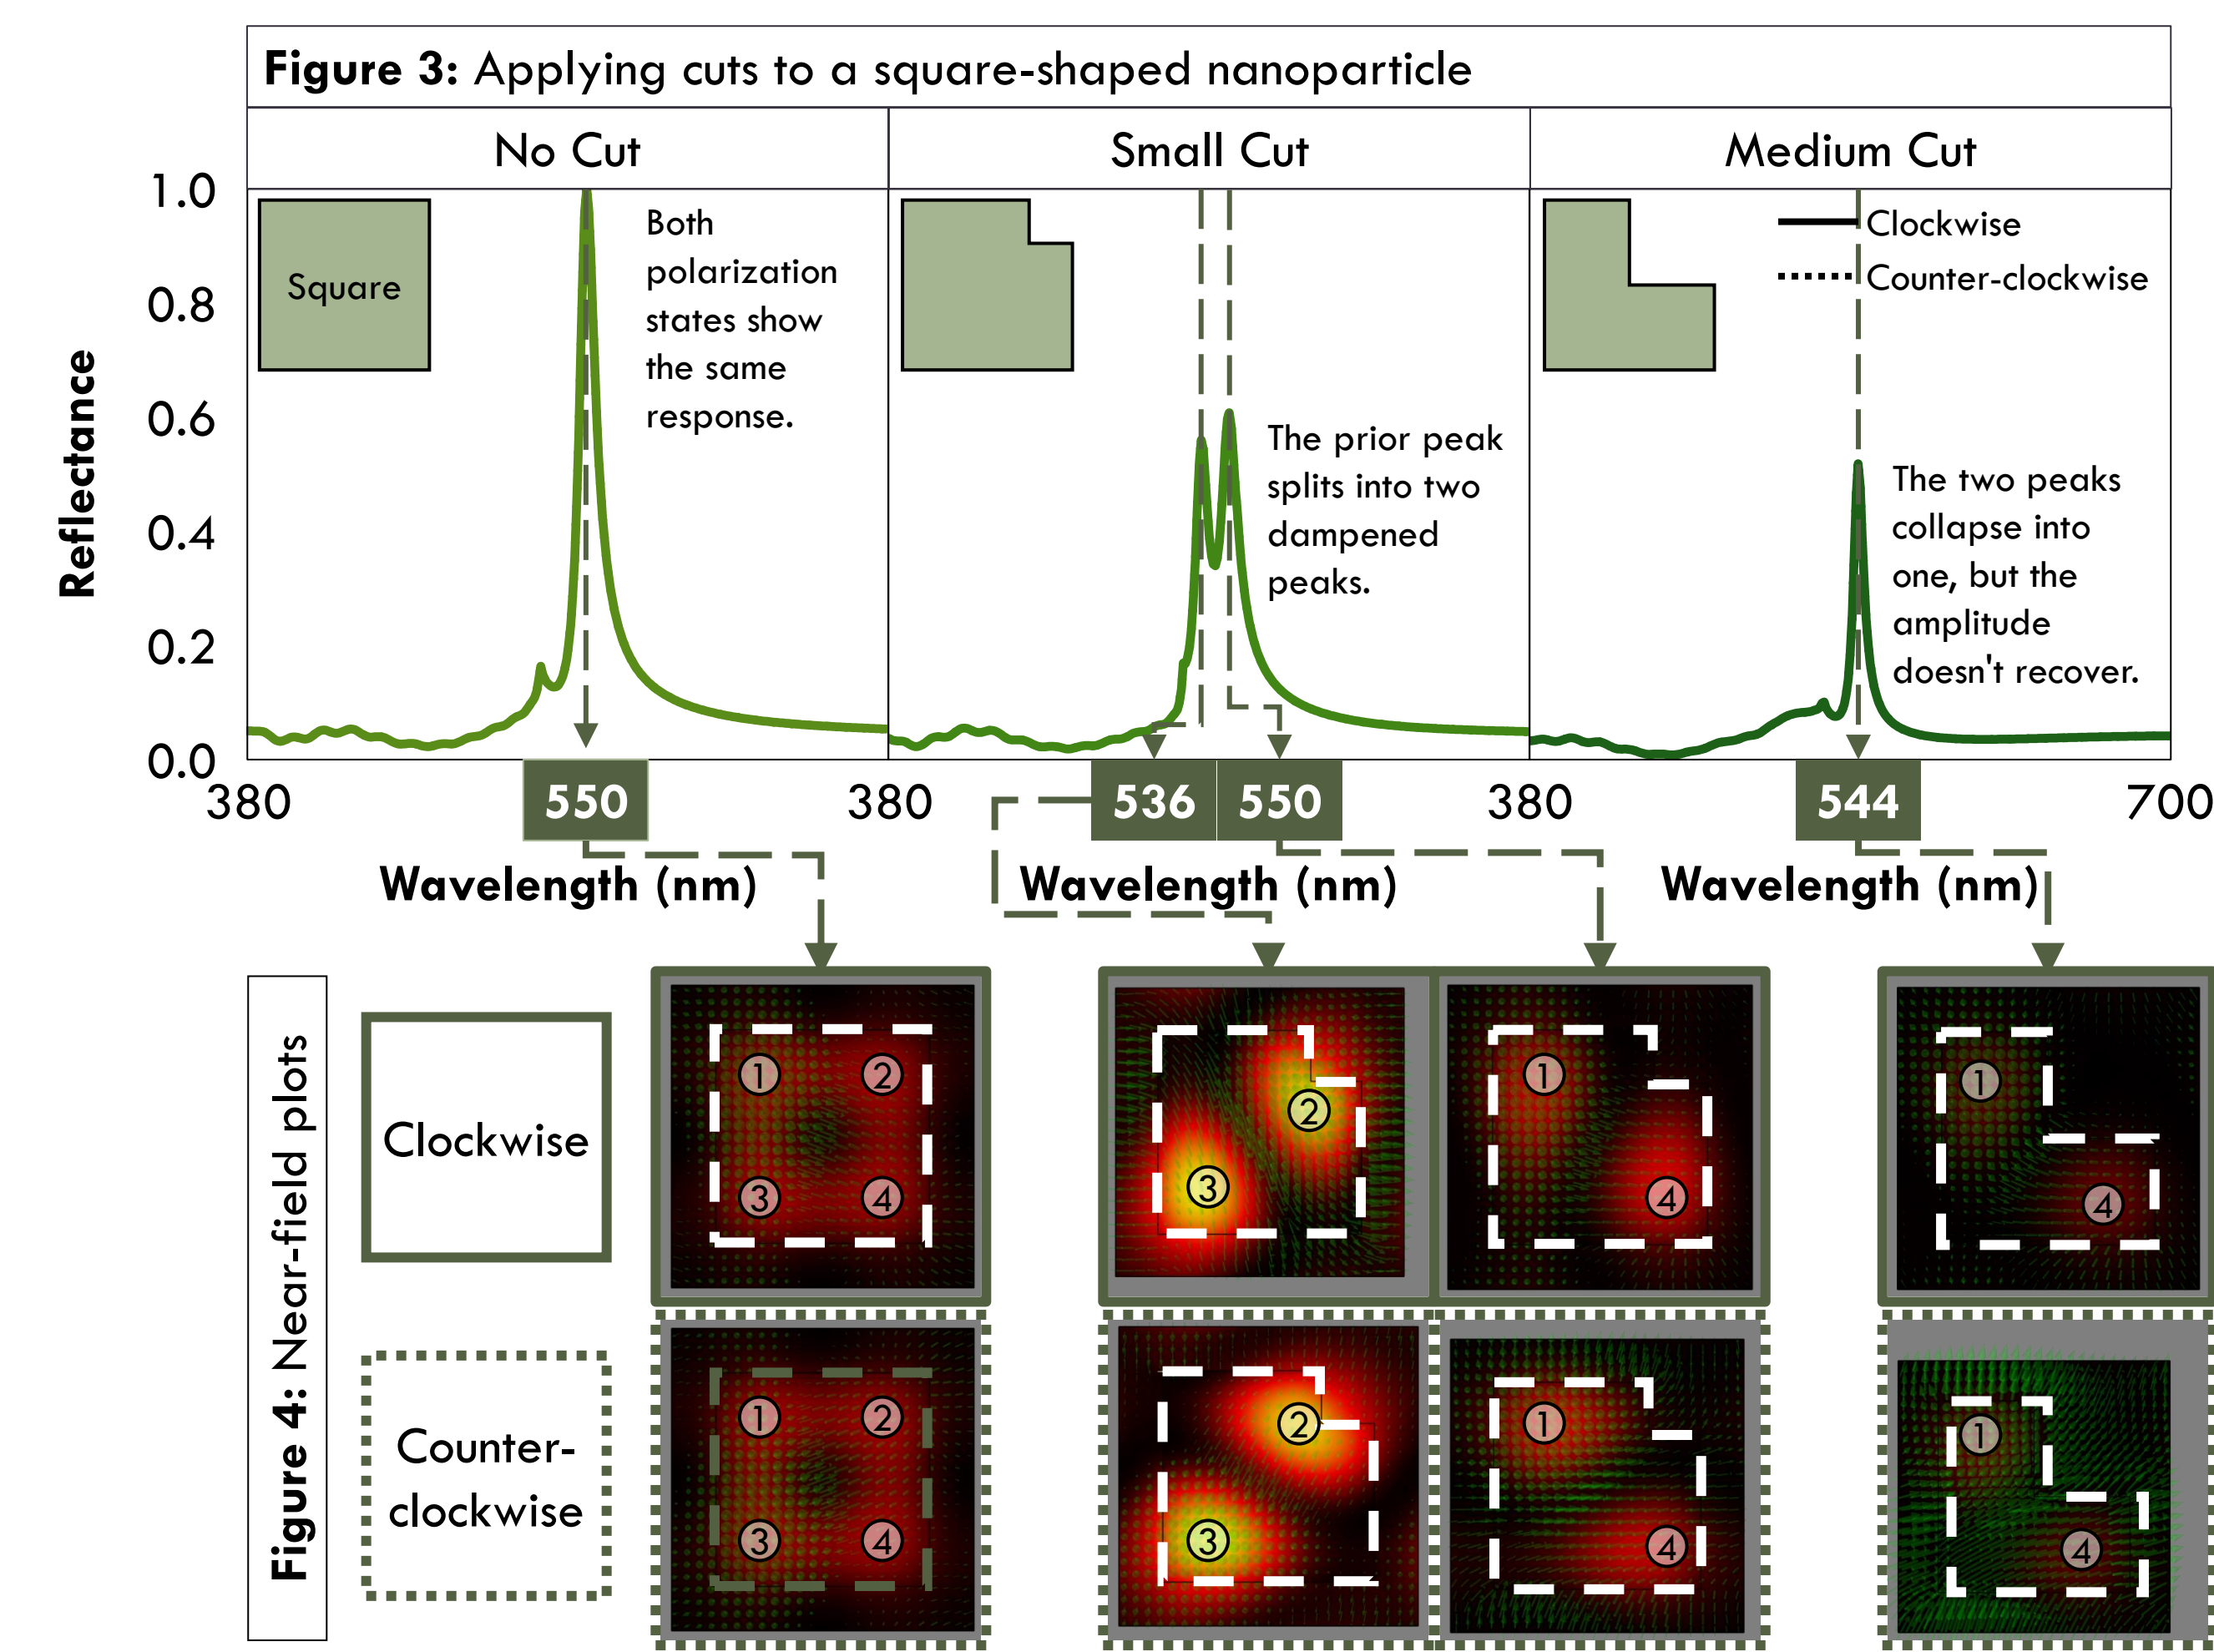 Figure 3: Applying cuts to a square-shaped nanoparticle
No Cut
Small Cut
Medium Cut
Reflectance
1.0
0.8
0.6
0.4
0.2
0.0
Square
Both
polarization
states show
the same
response.
The prior peak
splits into two
dampened
peaks.
Clockwise
Counter-clockwise
The two peaks
collapse into
one, but the
amplitude
doesn't recover.
380
550
380
536
550
380
544
700
Wavelength (nm)
Wavelength (nm)
Wavelength (nm)
Figure 4: Near-field plots
Clockwise
1
2
3
4
2
3
1
4
1
4
Counter-
clockwise
1
2
3
4
2
3
1
4
1
4